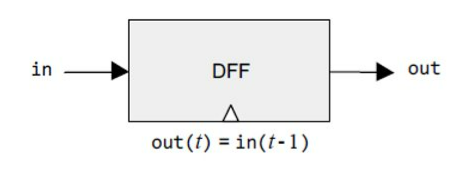 in DFF out
out(t) = in(t-1)